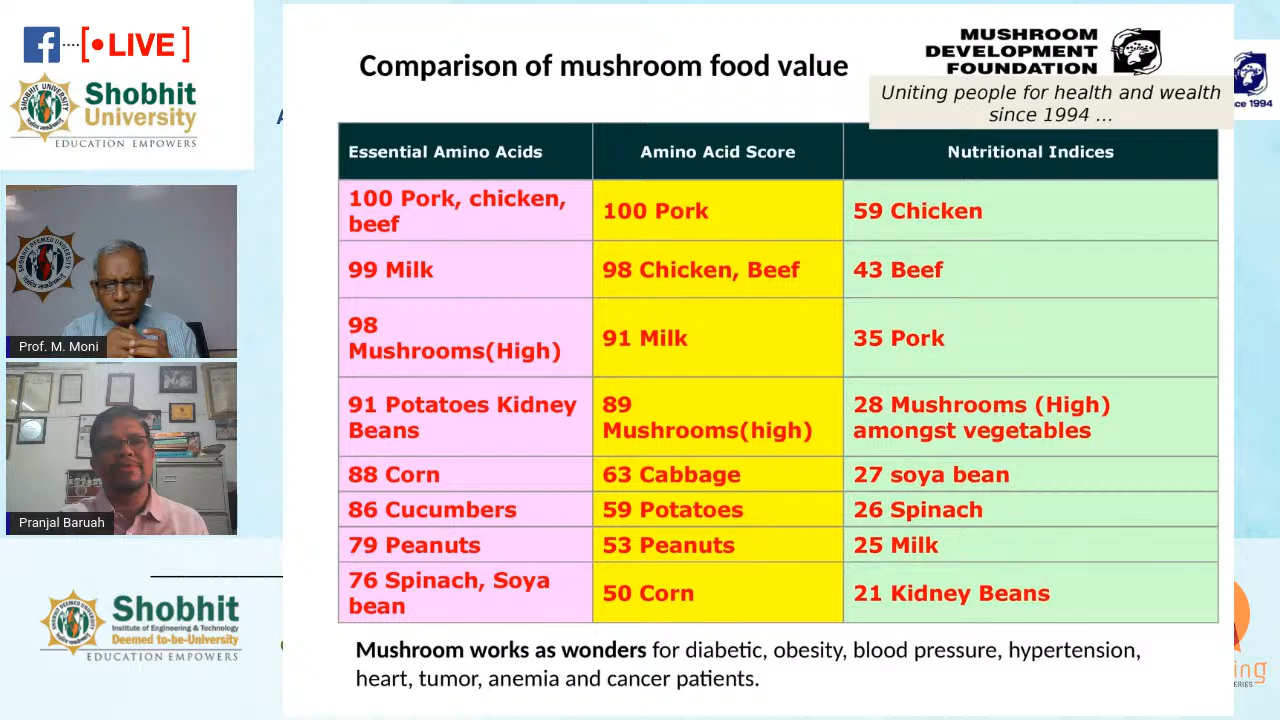 LIVE
Shobhit
University
EDUCATION EMPOWERS
Prof. M. Moni
Pranjal Baruah
Shobhit
Institute of Engineering & Technology
Deemed to-be-University
EDUCATION EMPOWERS
Comparison of mushroom food value
MUSHROOM
DEVELOPMENT
FOUNDATION
Uniting people for health and wealth
since 1994 ...
Essential Amino Acids Amino Acid Score Nutritional Indices
100 Pork, chicken,
beef
100 Pork
59 Chicken
99 Milk
98 Chicken, Beef
43 Beef
98
Mushrooms(High)
91 Milk
35 Pork
91 Potatoes Kidney
Beans
89
Mushrooms(high)
28 Mushrooms (High)
amongst vegetables
88 Corn
63 Cabbage
27 soya bean
86 Cucumbers
59 Potatoes
26 Spinach
79 Peanuts
53 Peanuts
25 Milk
76 Spinach, Soya
bean
50 Corn
21 Kidney Beans
Mushroom works as wonders for diabetic, obesity, blood pressure, hypertension,
heart, tumor, anemia and cancer patients.